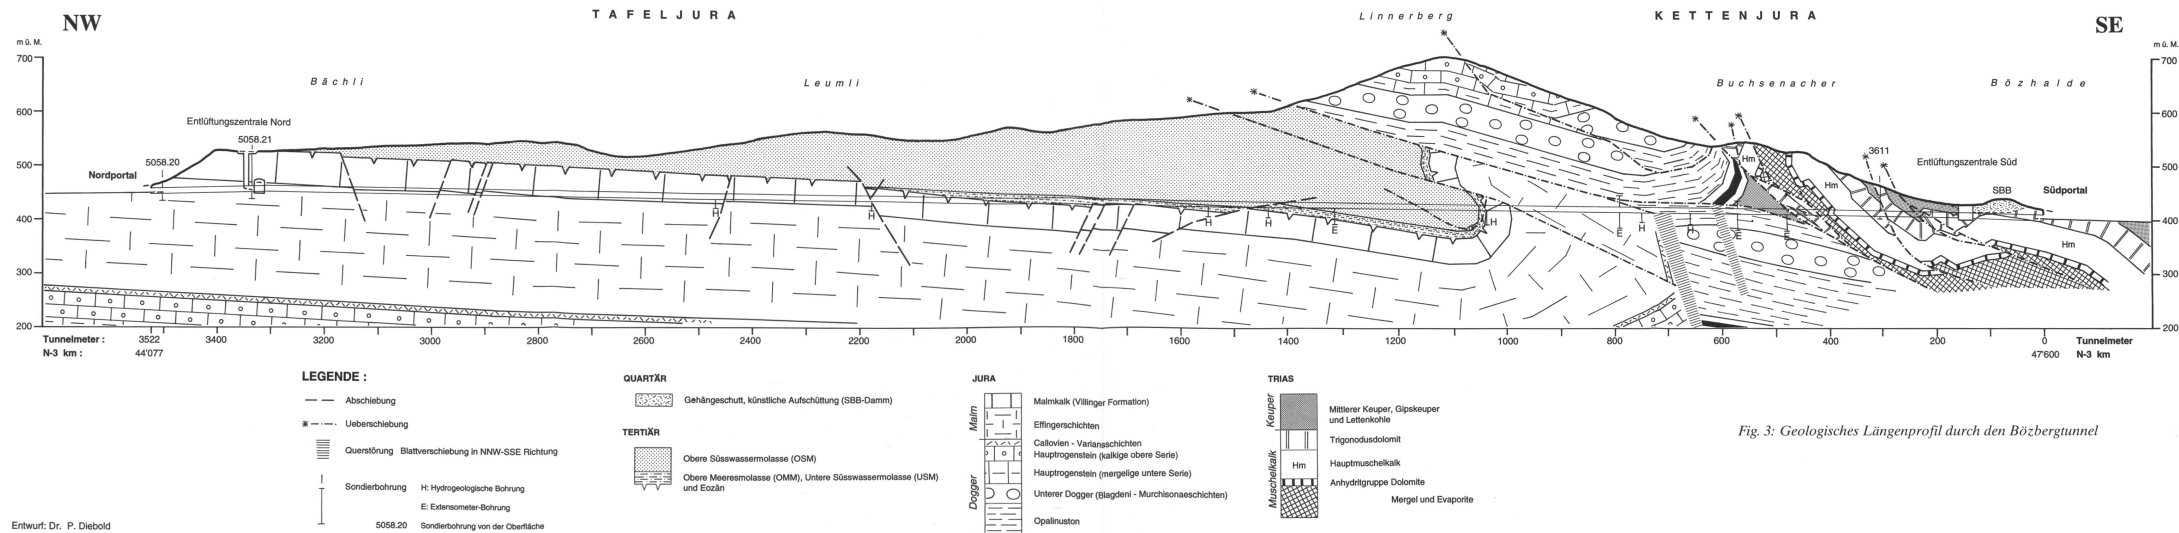 NW
TAFELJURA
Linnerberg
KETTENJURA
SE
m ü. M.
m ü. M.
700
600
500
400
300
200
700
600
500
400
300
200
Bächli
Leumli
Buchsenacher
Bözhalde
Entlüftungszentrale Nord
5058.21
5058.20
Nordportal
3611
Entlüftungszentrale Süd
SBB
Südportal
Hm
Hm
Hm
H
H
H
H
E
H
E
H
H
E
E
Tunnelmeter :
3522
3400
3200
3000
2800
2600
2400
2200
2000
1800
1600
1400
1200
1000
800
600
400
200
0
Tunnelmeter
N-3 km :
44'077
47'600
N-3 km
LEGENDE :
Abschiebung
Ueberschiebung
Querstörung Blattverschiebung in NNW-SSE Richtung
Sondierbohrung H: Hydrogeologische Bohrung
E: Extensometer-Bohrung
5058.20 Sondierbohrung von der Oberfläche
QUARTÄR
Gehängeschutt, künstliche Aufschüttung (SBB-Damm)
TERTIÄR
Obere Süsswassermolasse (OSM)
Obere Meeresmolasse (OMM), Untere Süsswassermolasse (USM)
und Eozän
JURA
Malm
Malmkalk (Villinger Formation)
Effingerschichten
Dogger
Callovien - Variansschichten
Hauptrogenstein (kalkige obere Serie)
Hauptrogenstein (mergelige untere Serie)
Unterer Dogger (Blagdeni - Murchisonaeschichten)
Opalinuston
TRIAS
Keuper
Mittlerer Keuper, Gipskeuper
und Lettenkohle
Muschelkalk
Trigonodusdolomit
Hm
Hauptmuschelkalk
Anhydritgruppe Dolomite
Mergel und Evaporite
Fig. 3: Geologisches Längenprofil durch den Bözbergtunnel
Entwurf: Dr. P. Diebold